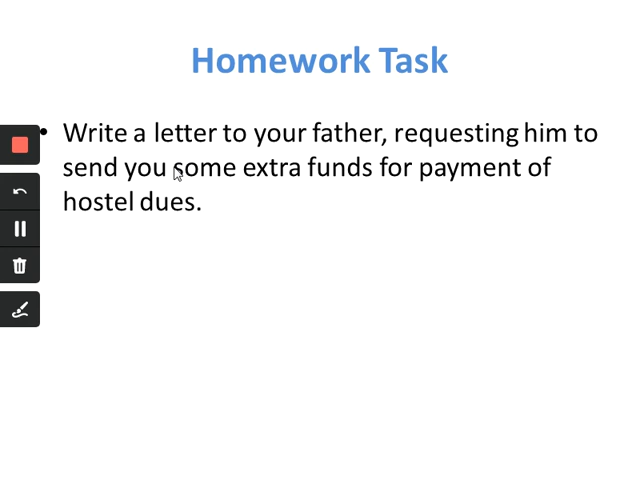 Homework Task
• Write a letter to your father, requesting him to
send you some extra funds for payment of
hostel dues.